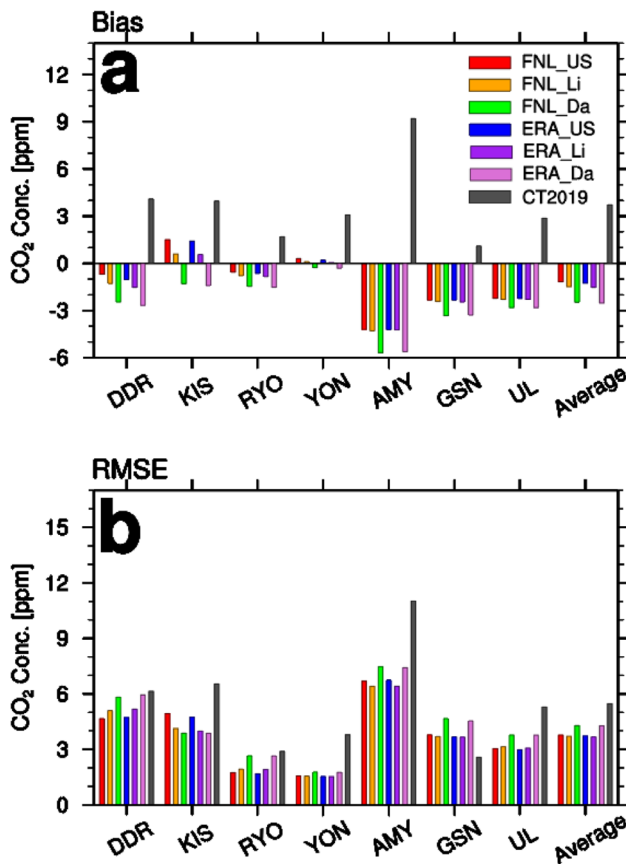 Bias
a
FNL_US
FNL_Li
FNL_Da
ERA_US
ERA_Li
ERA_Da
CT2019
CO₂ Conc. [ppm]
12
9
6
3
0
-3
-6
DDR KIS RYO YON AMY GSN UL Average
RMSE
b
CO₂ Conc. [ppm]
15
12
9
6
3
0
DDR KIS RYO YON AMY GSN UL Average